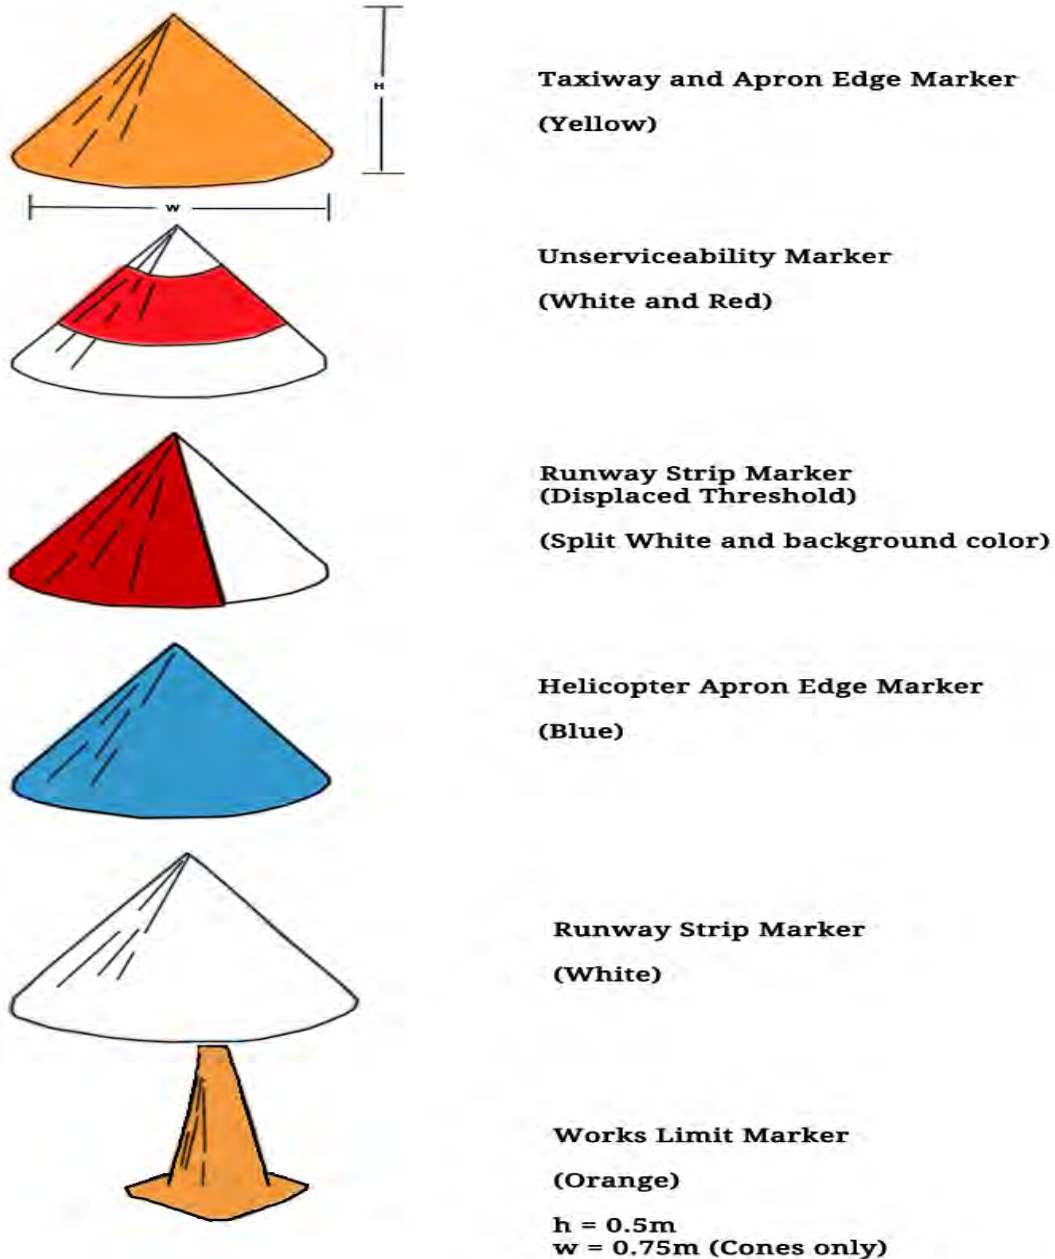 H
Taxiway and Apron Edge Marker
(Yellow)
W
Unserviceability Marker
(White and Red)
Runway Strip Marker
(Displaced Threshold)
(Split White and background color)
Helicopter Apron Edge Marker
(Blue)
Runway Strip Marker
(White)
Works Limit Marker
(Orange)
h = 0.5m
w = 0.75m (Cones only)